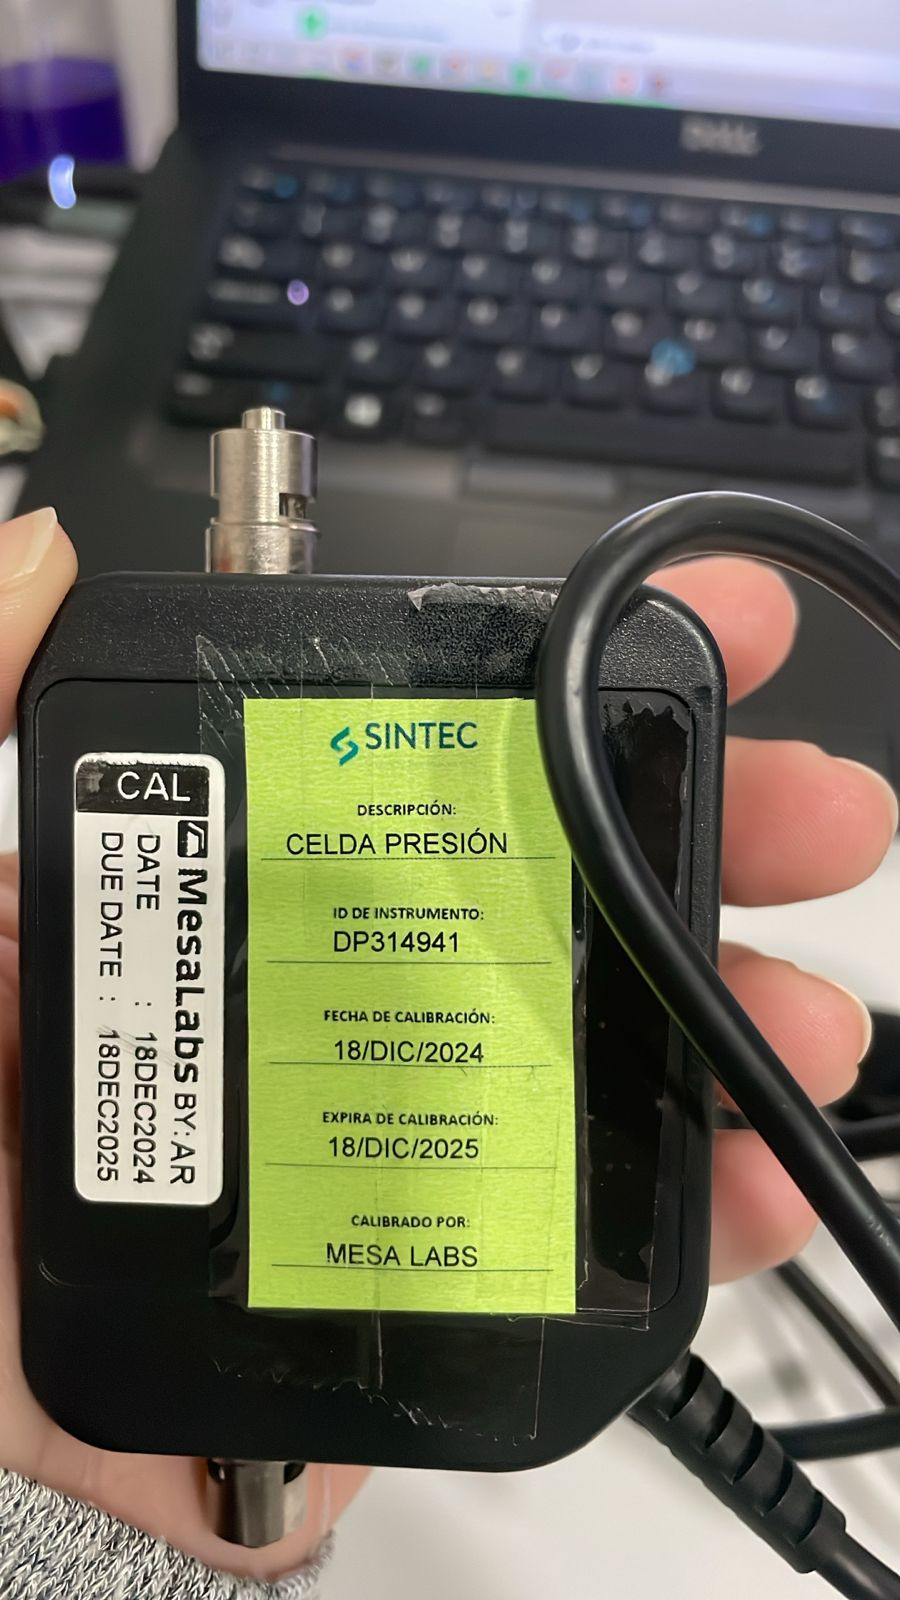 DELL
CAL
MesaLabs BY: AR
DATE : 18DEC2024
DUE DATE : 18DEC2025
SINTEC
DESCRIPCIÓN:
CELDA PRESIÓN
ID DE INSTRUMENTO:
DP314941
FECHA DE CALIBRACIÓN:
18/DIC/2024
EXPIRA DE CALIBRACIÓN:
18/DIC/2025
CALIBRADO POR:
MESA LABS